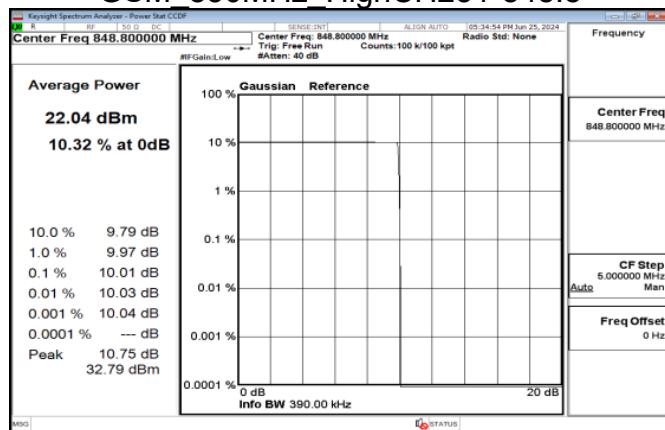 Keysight Spectrum Analyzer - Power Stat CCDF
R RF 50 Ω DC SENSE:INT ALIGN AUTO 05:34:54 PM Jun 25, 2024
Center Freq 848.800000 MHz
Center Freq: 848.800000 MHz Radio Std: None
Trig: Free Run Counts:100 k/100 kpt
#IFGain:Low #Atten: 40 dB
Frequency
Average Power
22.04 dBm
10.32 % at 0dB
10.0 % 9.79 dB
1.0 % 9.97 dB
0.1 % 10.01 dB
0.01 % 10.03 dB
0.001 % 10.04 dB
0.0001 % --- dB
Peak 10.75 dB
32.79 dBm
Gaussian Reference
100 %
10 %
1 %
0.1 %
0.01 %
0.001 %
0.0001 %
0 dB 20 dB
Info BW 390.00 kHz
Center Freq
848.800000 MHz
CF Step
5.000000 MHz
Auto Man
Freq Offset
0 Hz
MSG STATUS